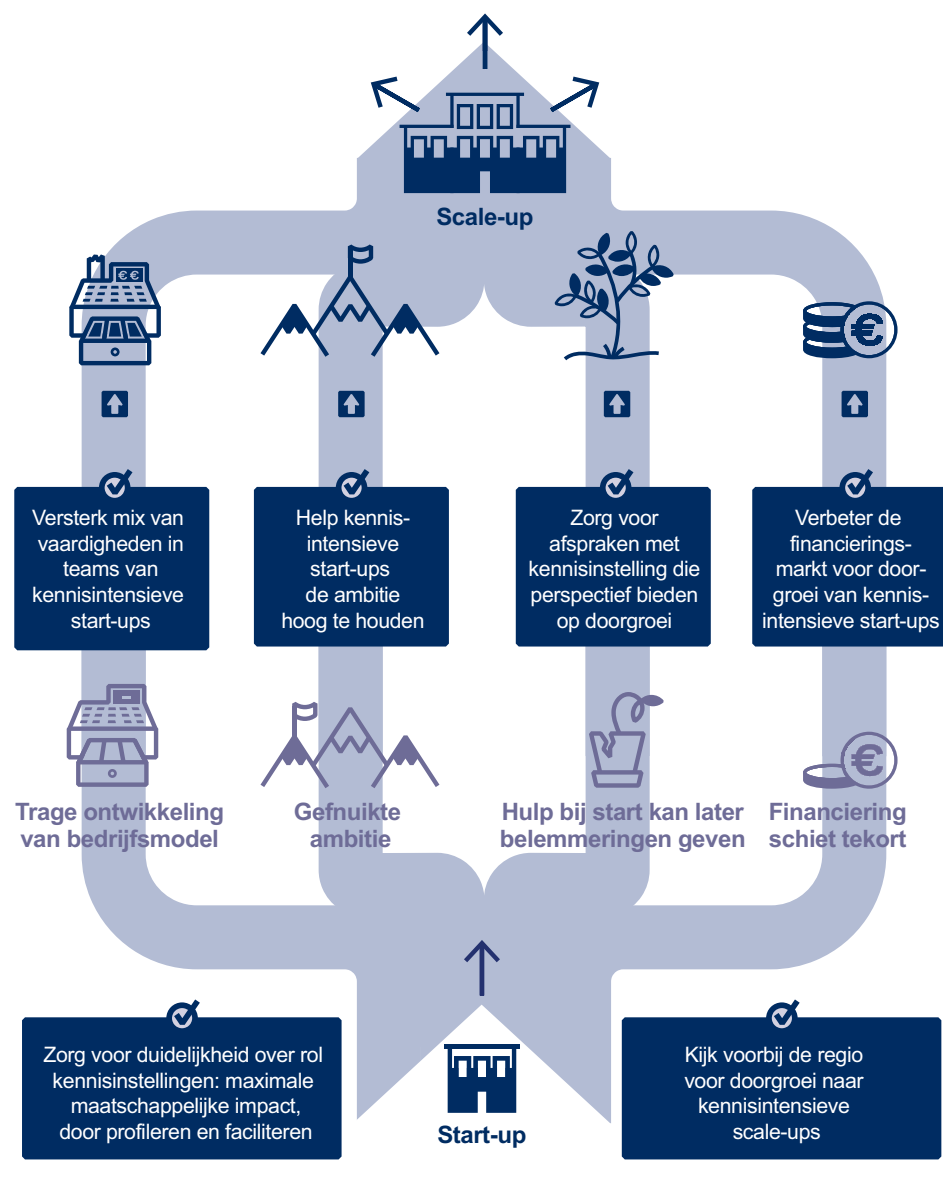 Scale-up
€€
€
Versterk mix van
vaardigheden in
teams van
kennisintensieve
start-ups
Help kennis-
intensieve
start-ups
de ambitie
hoog te houden
Zorg voor
afspraken met
kennisinstelling die
perspectief bieden
op doorgroei
Verbeter de
financierings-
markt voor door-
groei van kennis-
intensieve start-ups
€
Trage ontwikkeling
van bedrijfsmodel
Gefnuikte
ambitie
Hulp bij start kan later
belemmeringen geven
Financiering
schiet tekort
Zorg voor duidelijkheid over rol
kennisinstellingen: maximale
maatschappelijke impact,
door profileren en faciliteren
Start-up
Kijk voorbij de regio
voor doorgroei naar
kennisintensieve
scale-ups